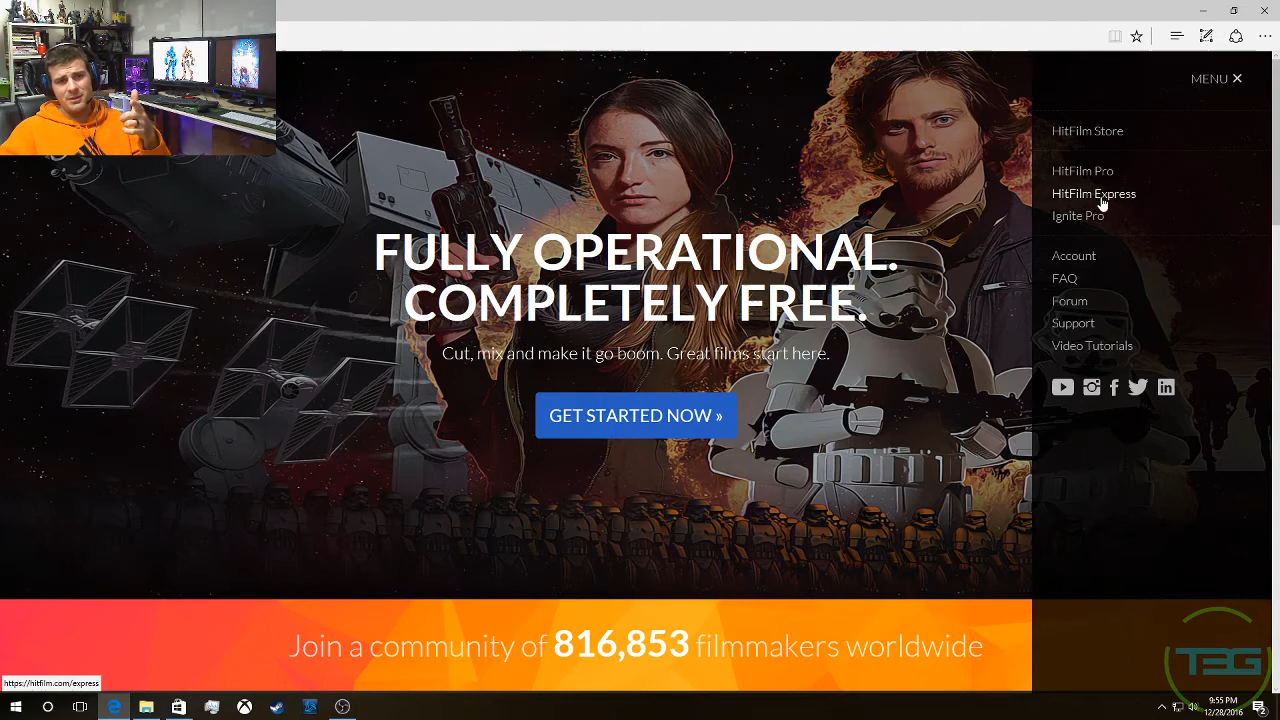 MENU ✕
HitFilm Store
HitFilm Pro
HitFilm Express
Ignite Pro
Account
FAQ
Forum
Support
Video Tutorials
FULLY OPERATIONAL.
COMPLETELY FREE.
Cut, mix and make it go boom. Great films start here.
GET STARTED NOW »
Join a community of 816,853 filmmakers worldwide
https://hitfilm.com/express
TBG
9:55 PM
12/28/2016
2